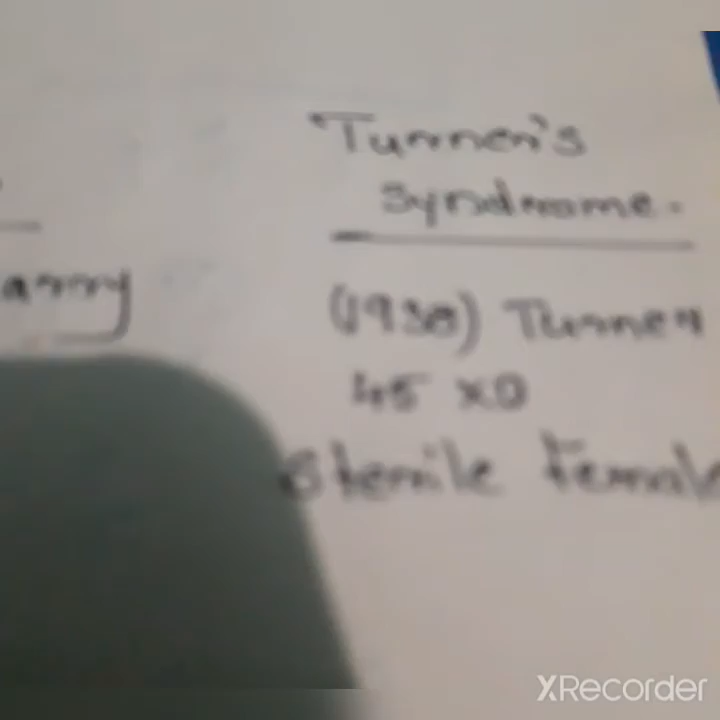 Turner's
Syndrome.
(1938) Turner
45 XO
Sterile female
XRecorder